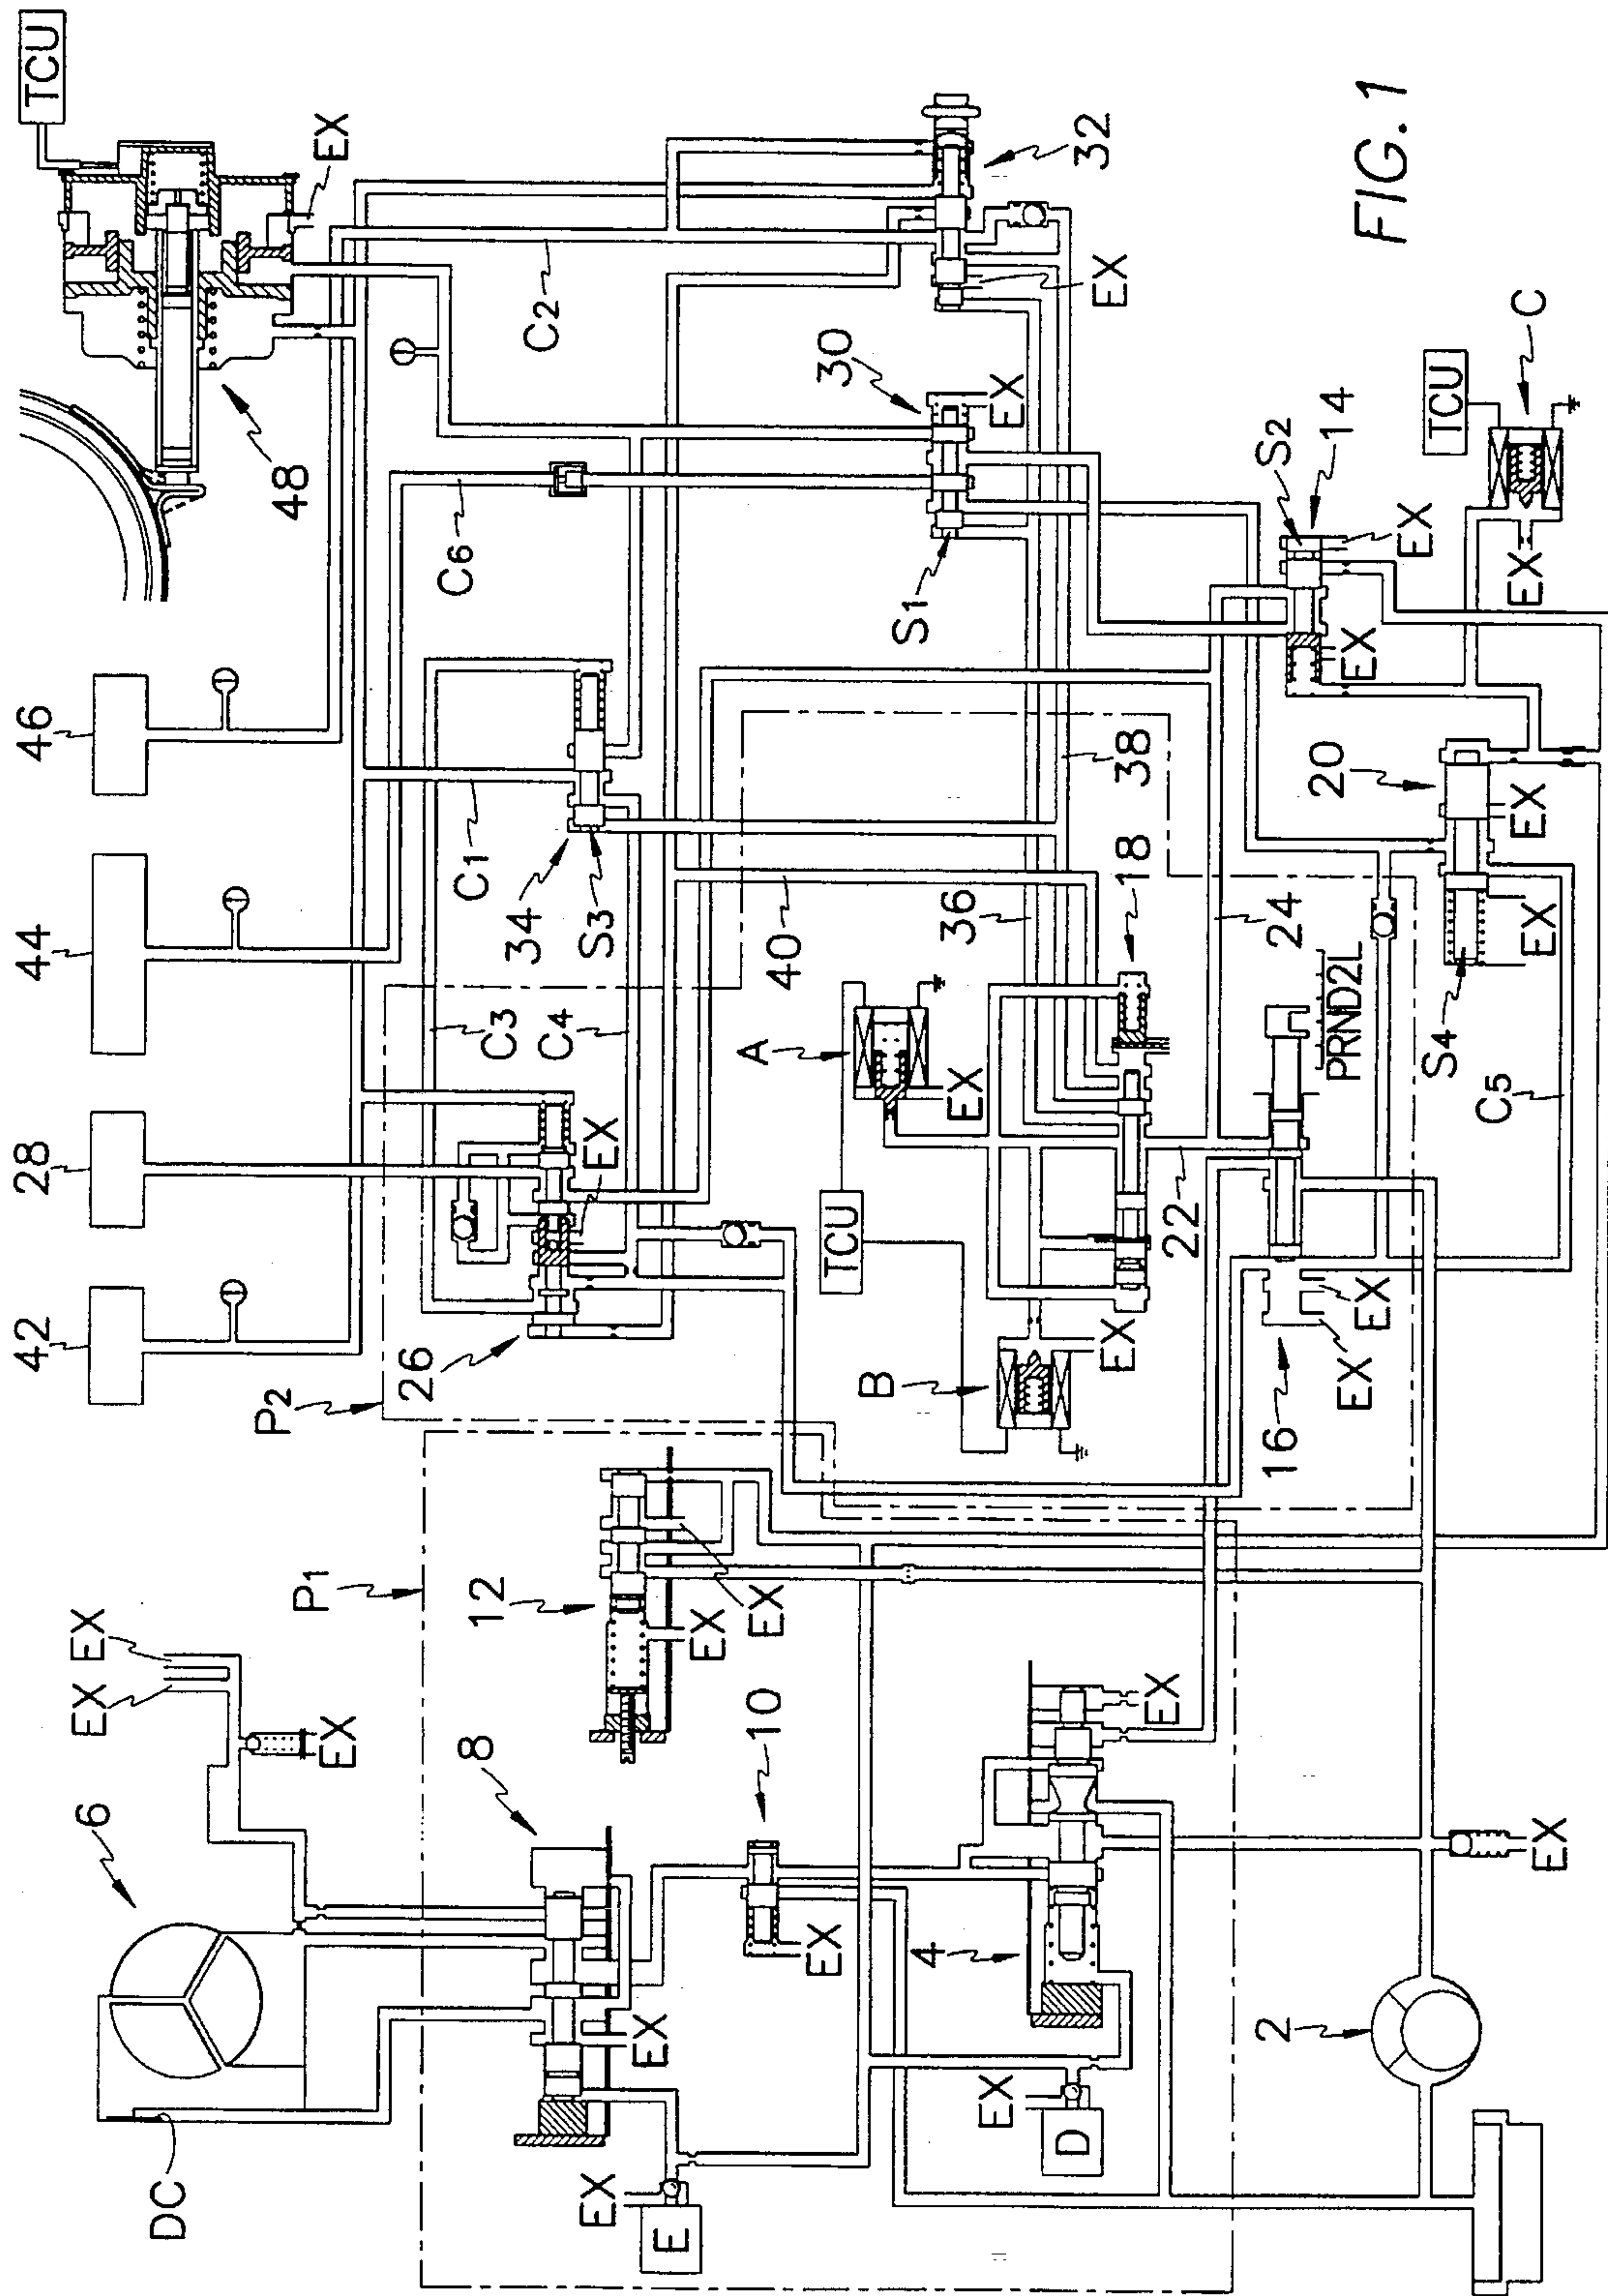 42
28
44
46
TCU
6
EX
EX
DC
P2
48
P1
EX
EX
26
C6
8
12
C1
C3
34
C2
C4
S3
EX
EX
EX
E
EX
10
EX
A
40
30
EX
TCU
B
S1
4
EX
36
EX
EX
D
EX
38
EX
32
18
EX
22
2
16
24
S2
PRND2L
EX
EX
EX
14
20
FIG. 1
EX
S4
TCU
C5
EX
C
EX
EX
EX